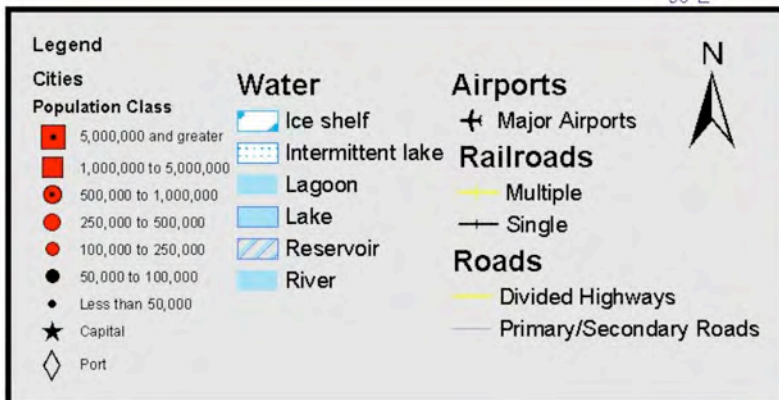 Legend
Cities
Population Class
5,000,000 and greater
1,000,000 to 5,000,000
500,000 to 1,000,000
250,000 to 500,000
100,000 to 250,000
50,000 to 100,000
Less than 50,000
Capital
Port
Water
Ice shelf
Intermittent lake
Lagoon
Lake
Reservoir
River
Airports
Major Airports
Railroads
Multiple
Single
Roads
Divided Highways
Primary/Secondary Roads
N